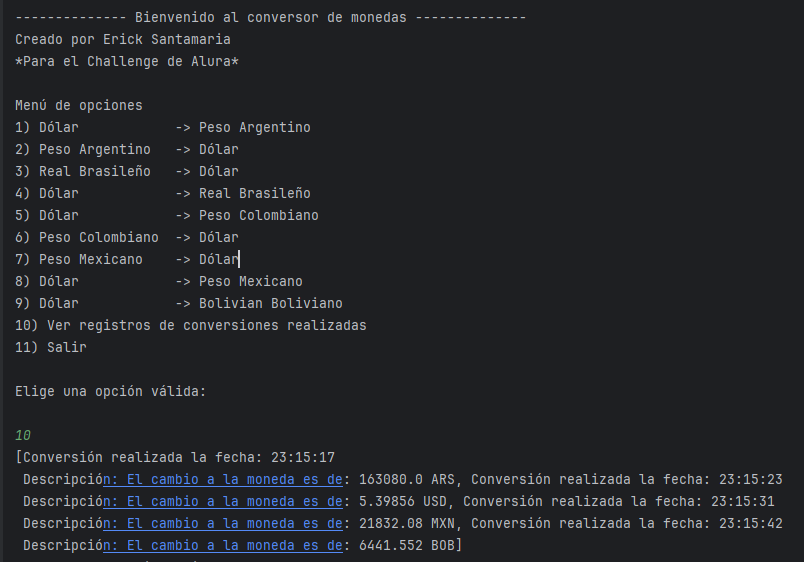 -------------- Bienvenido al conversor de monedas --------------
Creado por Erick Santamaria
*Para el Challenge de Alura*
Menú de opciones
1) Dólar            -> Peso Argentino
2) Peso Argentino   -> Dólar
3) Real Brasileño   -> Dólar
4) Dólar            -> Real Brasileño
5) Dólar            -> Peso Colombiano
6) Peso Colombiano  -> Dólar
7) Peso Mexicano    -> Dólar
8) Dólar            -> Peso Mexicano
9) Dólar            -> Bolivian Boliviano
10) Ver registros de conversiones realizadas
11) Salir
Elige una opción válida:
10
[Conversión realizada la fecha: 23:15:17
 Descripción: El cambio a la moneda es de: 163080.0 ARS, Conversión realizada la fecha: 23:15:23
 Descripción: El cambio a la moneda es de: 5.39856 USD, Conversión realizada la fecha: 23:15:31
 Descripción: El cambio a la moneda es de: 21832.08 MXN, Conversión realizada la fecha: 23:15:42
 Descripción: El cambio a la moneda es de: 6441.552 BOB]